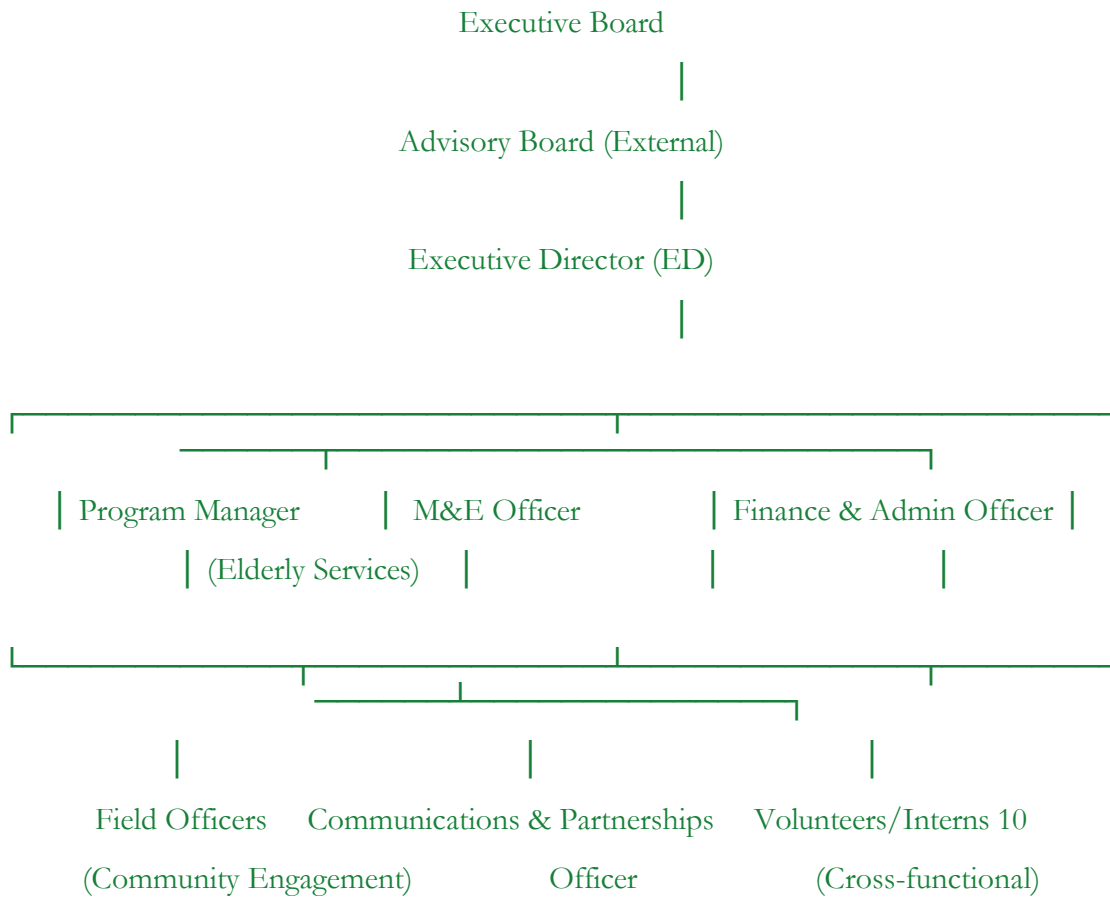 Executive Board
Advisory Board (External)
Executive Director (ED)
Program Manager M&E Officer Finance & Admin Officer
(Elderly Services)
Field Officers Communications & Partnerships Volunteers/Interns 10
(Community Engagement) Officer (Cross-functional)